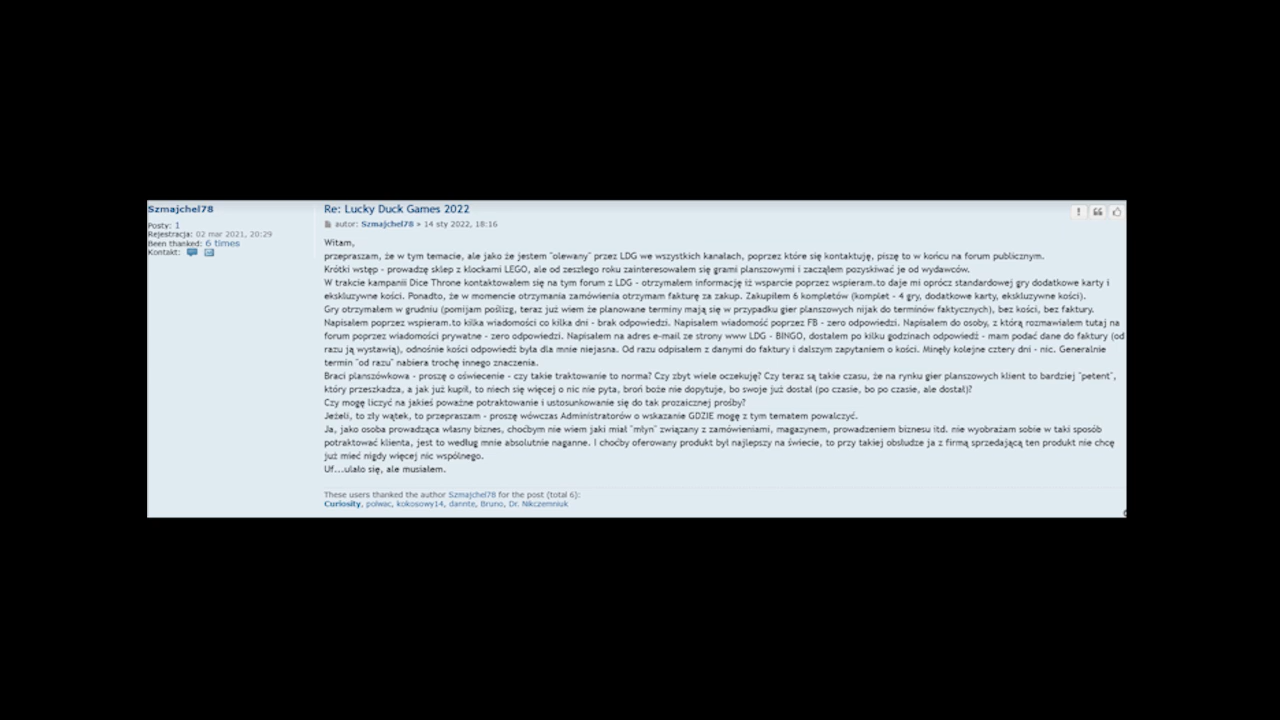 Szmajchel78
Posty: 1
Rejestracja: 02 mar 2021, 20:29
Been thanked: 6 times
Kontakt:
Re: Lucky Duck Games 2022
autor: Szmajchel78 » 14 sty 2022, 18:16
Witam,
przepraszam, że w tym temacie, ale jako że jestem "olewany" przez LDG we wszystkich kanałach, poprzez które się kontaktuję, piszę to w końcu na forum publicznym.
Krótki wstęp - prowadzę sklep z klockami LEGO, ale od zeszłego roku zainteresowałem się grami planszowymi i zacząłem pozyskiwać je od wydawców.
W trakcie kampanii Dice Throne kontaktowałem się na tym forum z LDG - otrzymałem informację iż wsparcie poprzez wspieram.to daje mi oprócz standardowej gry dodatkowe karty i
ekskluzywne kości. Ponadto, że w momencie otrzymania zamówienia otrzymam fakturę za zakup. Zakupiłem 6 kompletów (komplet - 4 gry, dodatkowe karty, ekskluzywne kości).
Gry otrzymałem w grudniu (pomijam poślizg, teraz już wiem że planowane terminy mają się w przypadku gier planszowych nijak do terminów faktycznych), bez kości, bez faktury.
Napisałem poprzez wspieram.to kilka wiadomości co kilka dni - brak odpowiedzi. Napisałem wiadomość poprzez FB - zero odpowiedzi. Napisałem do osoby, z którą rozmawiałem tutaj na
forum poprzez wiadomości prywatne - zero odpowiedzi. Napisałem na adres e-mail ze strony www LDG - BINGO, dostałem po kilku godzinach odpowiedź - mam podać dane do faktury (od
razu ją wystawią), odnośnie kości odpowiedź była dla mnie niejasna. Od razu odpisałem z danymi do faktury i dalszym zapytaniem o kości. Minęły kolejne cztery dni - nic. Generalnie
termin "od razu" nabiera trochę innego znaczenia.
Braci planszówkowa - proszę o oświecenie - czy takie traktowanie to norma? Czy zbyt wiele oczekuję? Czy teraz są takie czasu, że na rynku gier planszowych klient to bardziej "petent",
który przeszkadza, a jak już kupił, to niech się więcej o nic nie pyta, broń boże nie dopytuje, bo swoje już dostał (po czasie, bo po czasie, ale dostał)?
Czy mogę liczyć na jakieś poważne potraktowanie i ustosunkowanie się do tak prozaicznej prośby?
Jeżeli, to zły wątek, to przepraszam - proszę wówczas Administratorów o wskazanie GDZIE mogę z tym tematem powalczyć.
Ja, jako osoba prowadząca własny biznes, choćbym nie wiem jaki miał "młyn" związany z zamówieniami, magazynem, prowadzeniem biznesu itd. nie wyobrażam sobie w taki sposób
potraktować klienta, jest to według mnie absolutnie naganne. I choćby oferowany produkt był najlepszy na świecie, to przy takiej obsłudze ja z firmą sprzedającą ten produkt nie chcę
już mieć nigdy więcej nic wspólnego.
Uf...ulało się, ale musiałem.
These users thanked the author Szmajchel78 for the post (total 6):
Curiosity, polwac, kokosowy14, dannte, Bruno, Dr. Nikczemniuk